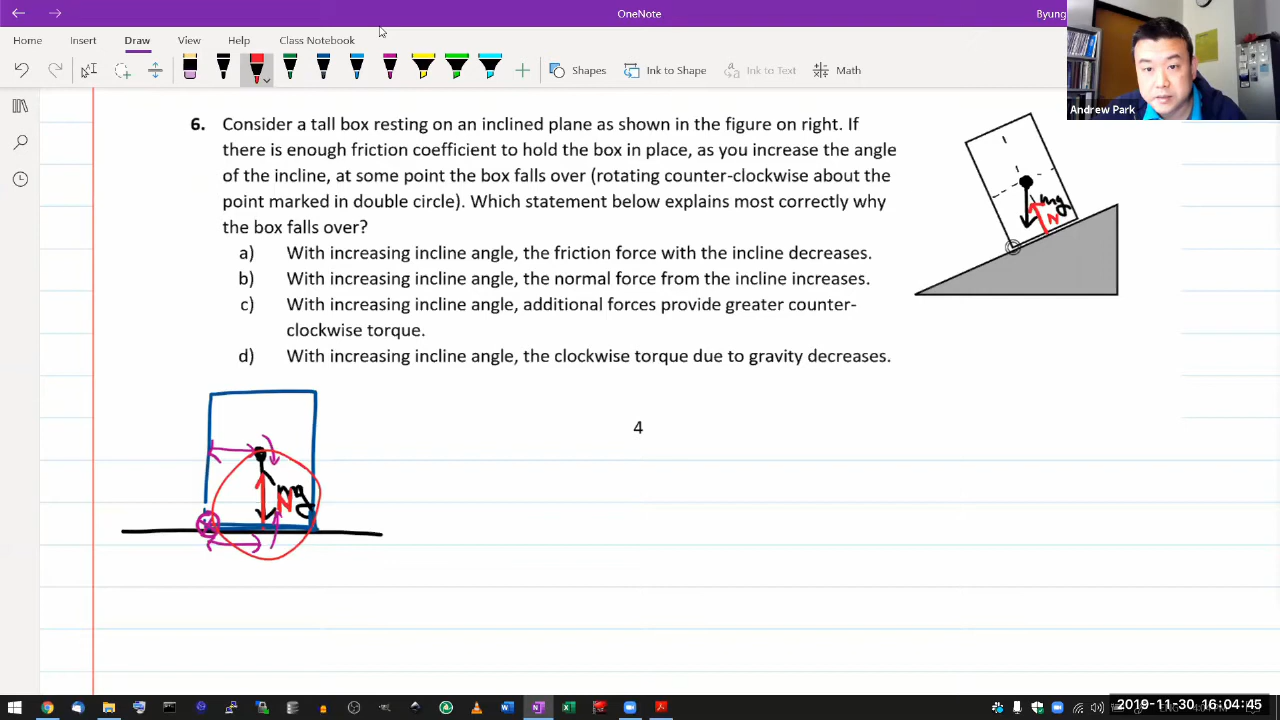 OneNote
Byung
Home Insert Draw View Help Class Notebook
Shapes Ink to Shape Ink to Text Math
Andrew Park
6. Consider a tall box resting on an inclined plane as shown in the figure on right. If
there is enough friction coefficient to hold the box in place, as you increase the angle
of the incline, at some point the box falls over (rotating counter-clockwise about the
point marked in double circle). Which statement below explains most correctly why
the box falls over?
a) With increasing incline angle, the friction force with the incline decreases.
b) With increasing incline angle, the normal force from the incline increases.
c) With increasing incline angle, additional forces provide greater counter-
clockwise torque.
d) With increasing incline angle, the clockwise torque due to gravity decreases.
mg
N
4
mg
N
2019-11-30 16:04:45